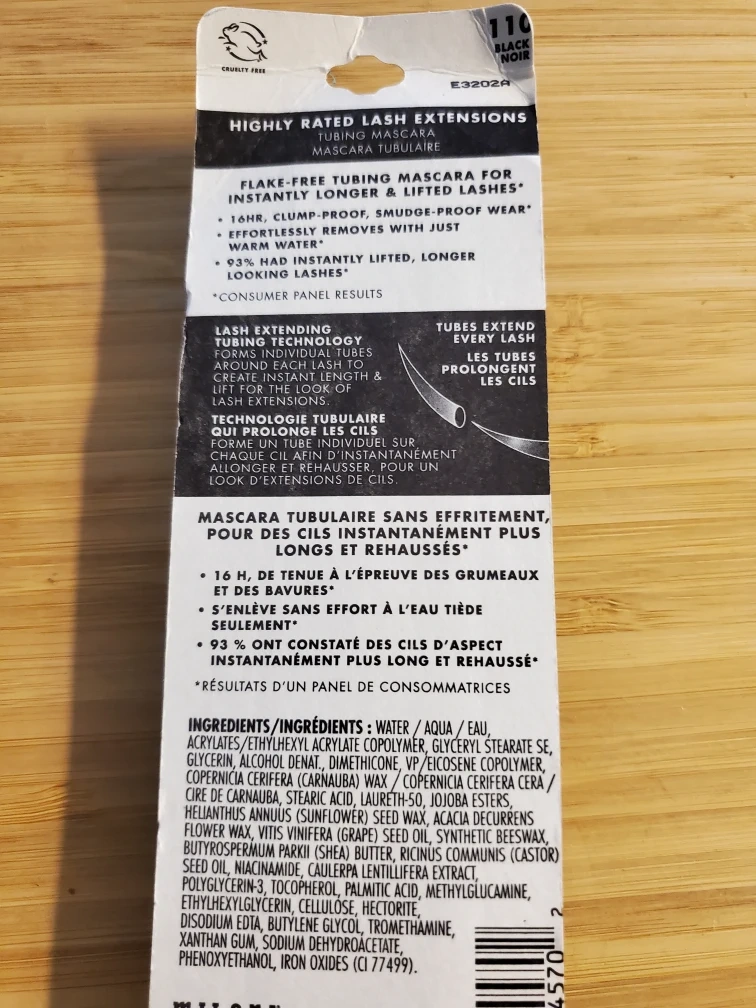 CRUELTY FREE
110
BLACK
NOIR
E3202A
HIGHLY RATED LASH EXTENSIONS
TUBING MASCARA
MASCARA TUBULAIRE
FLAKE-FREE TUBING MASCARA FOR
INSTANTLY LONGER & LIFTED LASHES*
• 16HR, CLUMP-PROOF, SMUDGE-PROOF WEAR*
• EFFORTLESSLY REMOVES WITH JUST
WARM WATER*
• 93% HAD INSTANTLY LIFTED, LONGER
LOOKING LASHES*
*CONSUMER PANEL RESULTS
LASH EXTENDING
TUBING TECHNOLOGY
FORMS INDIVIDUAL TUBES
AROUND EACH LASH TO
CREATE INSTANT LENGTH &
LIFT FOR THE LOOK OF
LASH EXTENSIONS.
TECHNOLOGIE TUBULAIRE
QUI PROLONGE LES CILS
FORME UN TUBE INDIVIDUEL SUR
CHAQUE CIL AFIN D'INSTANTANÉMENT
ALLONGER ET REHAUSSER, POUR UN
LOOK D'EXTENSIONS DE CILS.
TUBES EXTEND
EVERY LASH
LES TUBES
PROLONGENT
LES CILS
MASCARA TUBULAIRE SANS EFFRITEMENT,
POUR DES CILS INSTANTANÉMENT PLUS
LONGS ET REHAUSSÉS*
• 16 H, DE TENUE À L'ÉPREUVE DES GRUMEAUX
ET DES BAVURES*
• S'ENLÈVE SANS EFFORT À L'EAU TIÈDE
SEULEMENT*
• 93 % ONT CONSTATÉ DES CILS D'ASPECT
INSTANTANÉMENT PLUS LONG ET REHAUSSÉ*
*RÉSULTATS D'UN PANEL DE CONSOMMATRICES
INGREDIENTS/INGRÉDIENTS : WATER / AQUA / EAU,
ACRYLATES/ETHYLHEXYL ACRYLATE COPOLYMER, GLYCERYL STEARATE SE,
GLYCERIN, ALCOHOL DENAT., DIMETHICONE, VP/EICOSENE COPOLYMER,
COPERNICIA CERIFERA (CARNAUBA) WAX / COPERNICIA CERIFERA CERA /
CIRE DE CARNAUBA, STEARIC ACID, LAURETH-50, JOJOBA ESTERS,
HELIANTHUS ANNUUS (SUNFLOWER) SEED WAX, ACACIA DECURRENS
FLOWER WAX, VITIS VINIFERA (GRAPE) SEED OIL, SYNTHETIC BEESWAX,
BUTYROSPERMUM PARKII (SHEA) BUTTER, RICINUS COMMUNIS (CASTOR)
SEED OIL, NIACINAMIDE, CAULERPA LENTILLIFERA EXTRACT,
POLYGLYCERIN-3, TOCOPHEROL, PALMITIC ACID, METHYLGLUCAMINE,
ETHYLHEXYLGLYCERIN, CELLULOSE, HECTORITE,
DISODIUM EDTA, BUTYLENE GLYCOL, TROMETHAMINE,
XANTHAN GUM, SODIUM DEHYDROACETATE,
PHENOXYETHANOL, IRON OXIDES (CI 77499).
4570 2